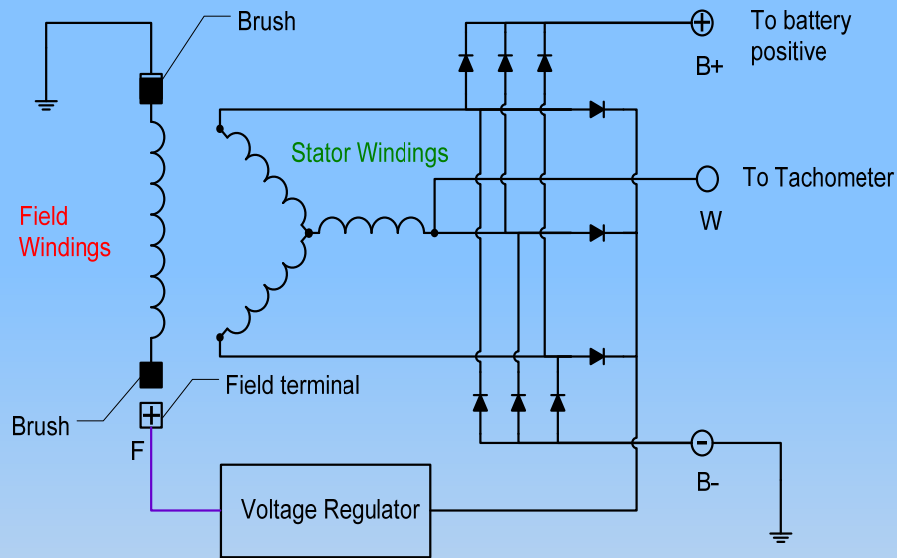 Brush
To battery
positive
B+
Stator Windings
To Tachometer
W
Field
Windings
Field terminal
Brush
F
B-
Voltage Regulator